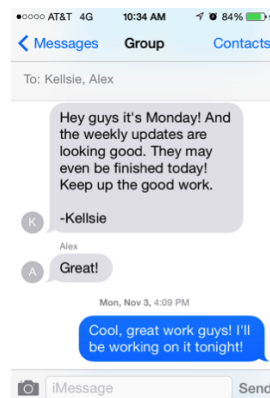 AT&T 4G 10:34 AM 84%
Messages Group Contacts
To: Kellsie, Alex
Hey guys it's Monday! And
the weekly updates are
looking good. They may
even be finished today!
Keep up the good work.
-Kellsie
K
Alex
A
Great!
Mon, Nov 3, 4:09 PM
Cool, great work guys! I'll
be working on it tonight!
iMessage Send